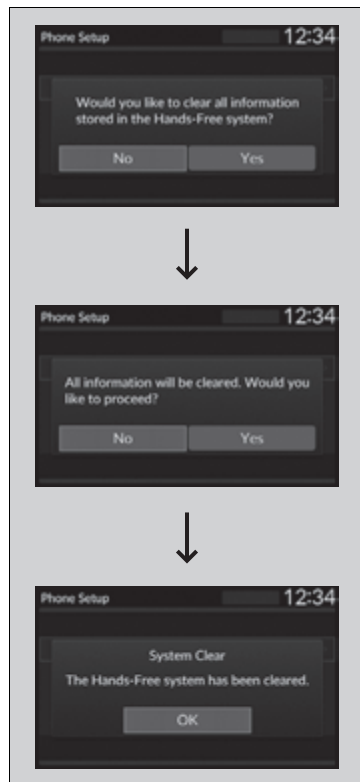 Phone Setup 12:34
Would you like to clear all information
stored in the Hands-Free system?
No Yes
Phone Setup 12:34
All information will be cleared. Would you
like to proceed?
No Yes
Phone Setup 12:34
System Clear
The Hands-Free system has been cleared.
OK